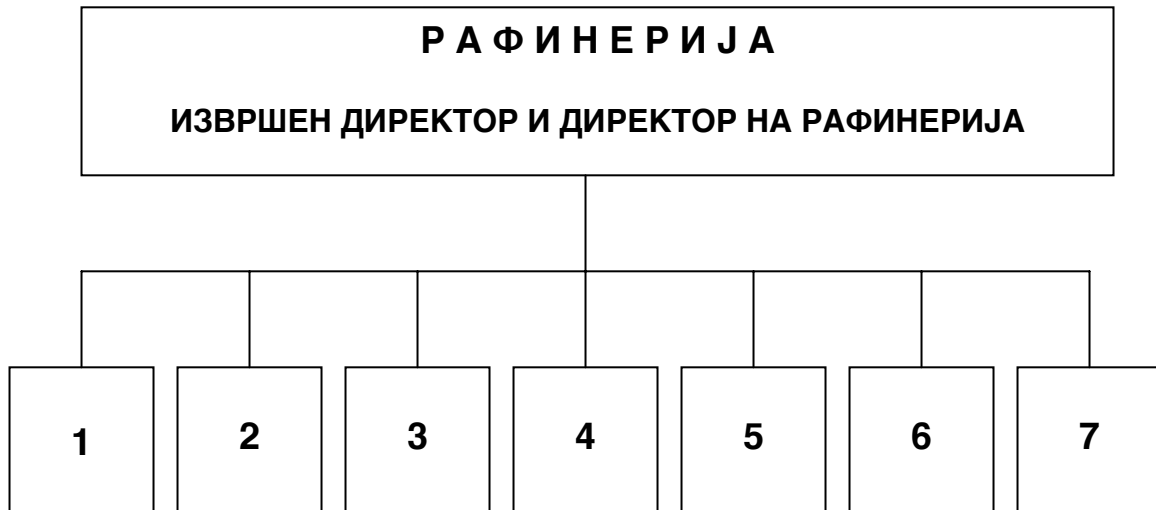 Р А Ф И Н Е Р И Ј А
ИЗВРШЕН ДИРЕКТОР И ДИРЕКТОР НА РАФИНЕРИЈА
1 2 3 4 5 6 7